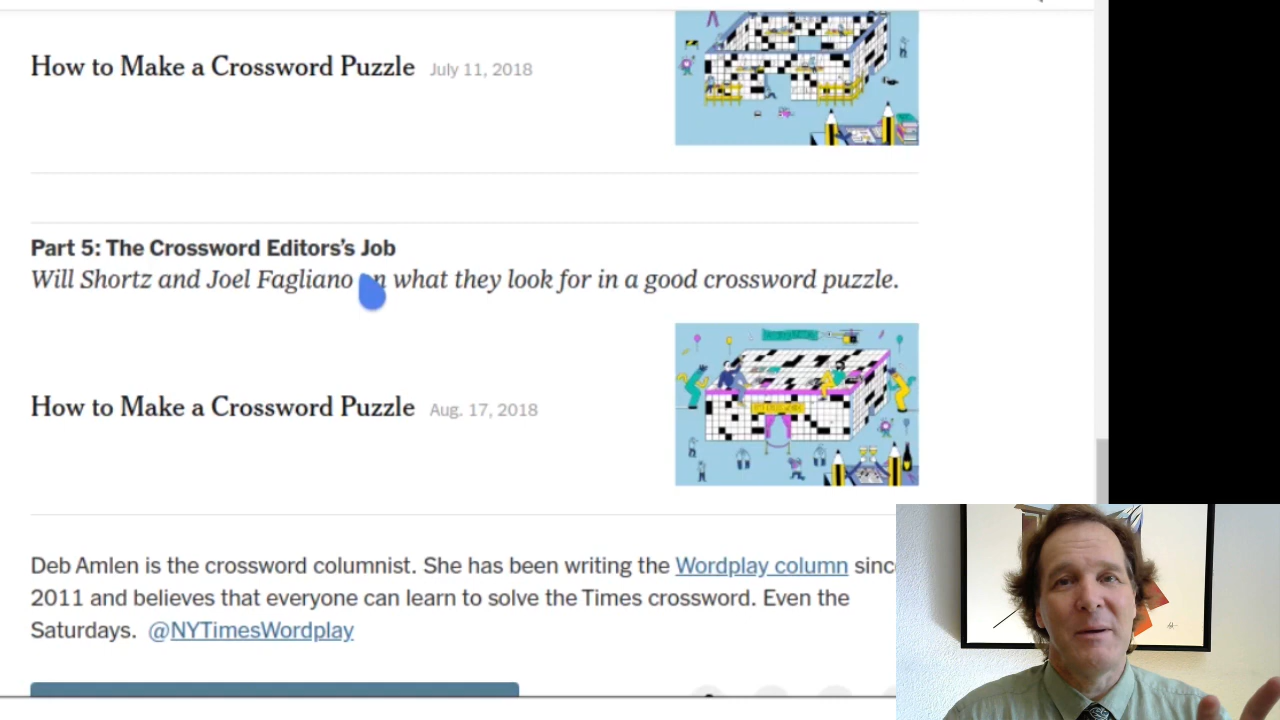 How to Make a Crossword Puzzle July 11, 2018
Part 5: The Crossword Editors's Job
Will Shortz and Joel Fagliano on what they look for in a good crossword puzzle.
How to Make a Crossword Puzzle Aug. 17, 2018
Deb Amlen is the crossword columnist. She has been writing the Wordplay column sinc
2011 and believes that everyone can learn to solve the Times crossword. Even the
Saturdays. @NYTimesWordplay